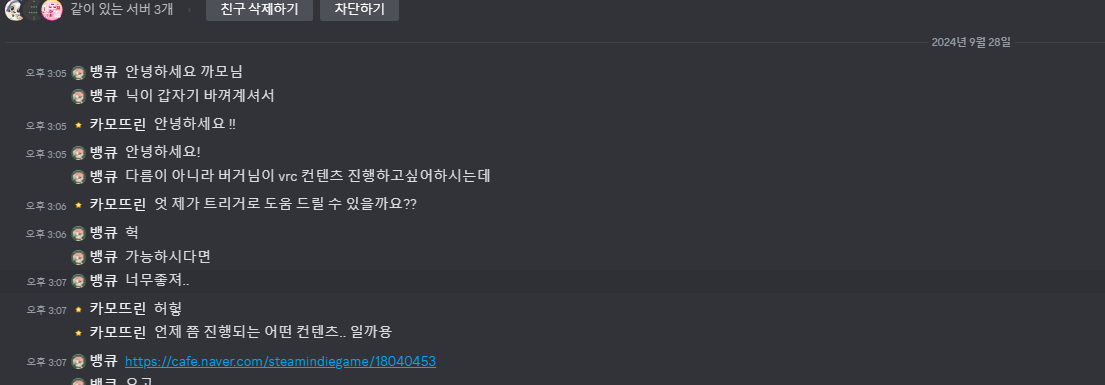 같이 있는 서버 3개 친구 삭제하기 차단하기
2024년 9월 28일
오후 3:05 뱅큐 안녕하세요 까모님
뱅큐 닉이 갑자기 바껴계셔서
오후 3:05 카모뜨린 안녕하세요 !!
오후 3:05 뱅큐 안녕하세요!
뱅큐 다름이 아니라 버거님이 vrc 컨텐츠 진행하고싶어하시는데
오후 3:06 카모뜨린 엇 제가 트리거로 도움 드릴 수 있을까요??
오후 3:06 뱅큐 헉
뱅큐 가능하시다면
오후 3:07 뱅큐 너무좋져..
오후 3:07 카모뜨린 허헣
카모뜨린 언제 쯤 진행되는 어떤 컨텐츠.. 일까용
오후 3:07 뱅큐 https://cafe.naver.com/steamindiegame/18040453
뱅큐